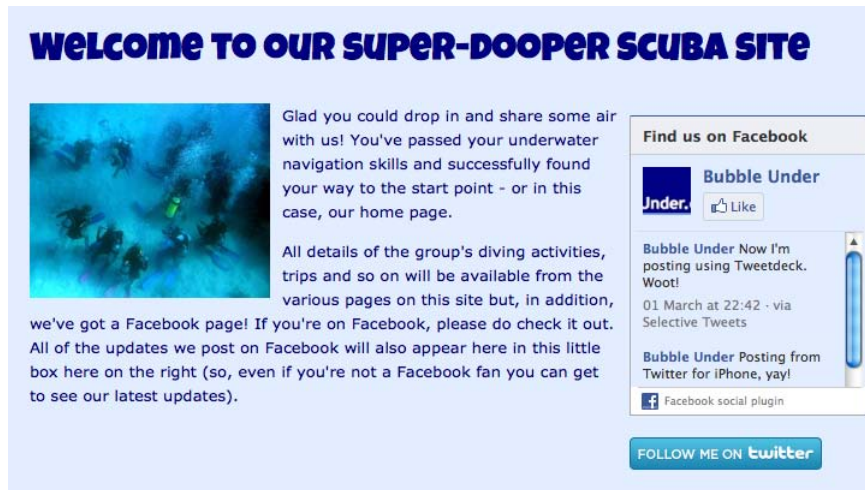 Welcome to our super-dooper Scuba site
Glad you could drop in and share some air
with us! You've passed your underwater
navigation skills and successfully found
your way to the start point - or in this
case, our home page.
All details of the group's diving activities,
trips and so on will be available from the
various pages on this site but, in addition,
we've got a Facebook page! If you're on Facebook, please do check it out.
All of the updates we post on Facebook will also appear here in this little
box here on the right (so, even if you're not a Facebook fan you can get
to see our latest updates).
Find us on Facebook
Under.
Bubble Under
Like
Bubble Under Now I'm
posting using Tweetdeck.
Woot!
01 March at 22:42 · via
Selective Tweets
Bubble Under Posting from
Twitter for iPhone, yay!
Facebook social plugin
FOLLOW ME ON twitter